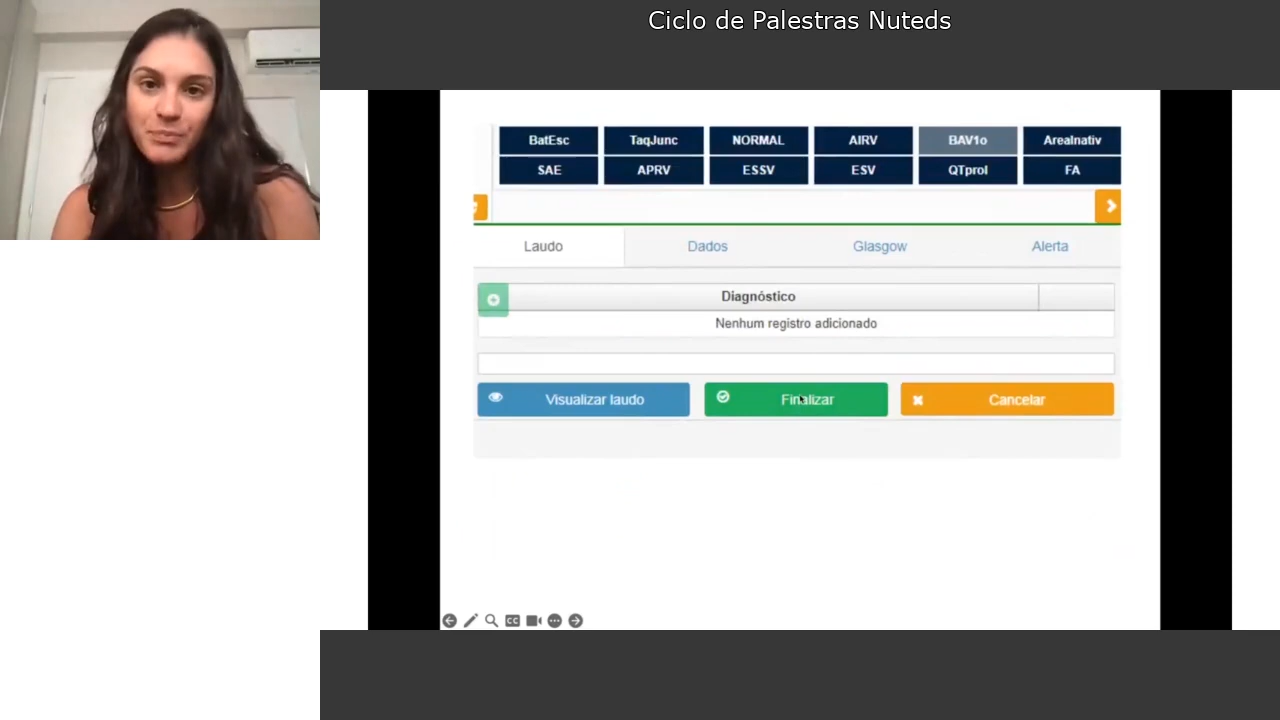 Ciclo de Palestras Nuteds
BatEsc TaqJunc NORMAL AIRV BAV1o AreaInativ
SAE APRV ESSV ESV QTprol FA
Laudo Dados Glasgow Alerta
Diagnóstico
Nenhum registro adicionado
Visualizar laudo Finalizar Cancelar
CC